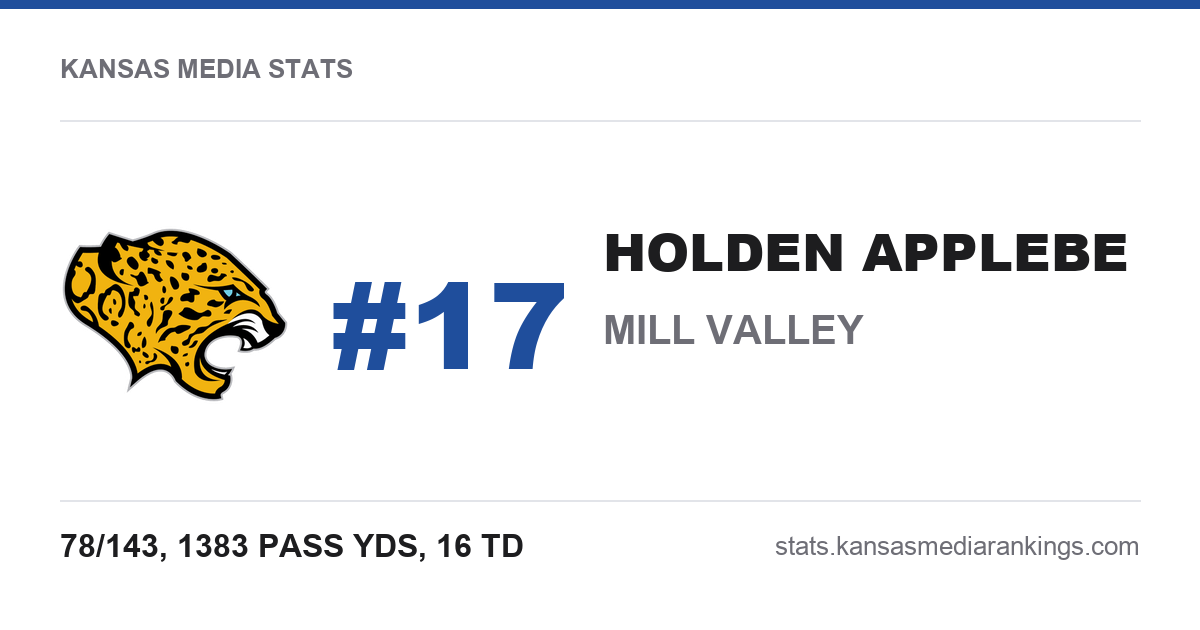 KANSAS MEDIA STATS
#17
HOLDEN APPLEBE
MILL VALLEY
78/143, 1383 PASS YDS, 16 TD
stats.kansasmediarankings.com